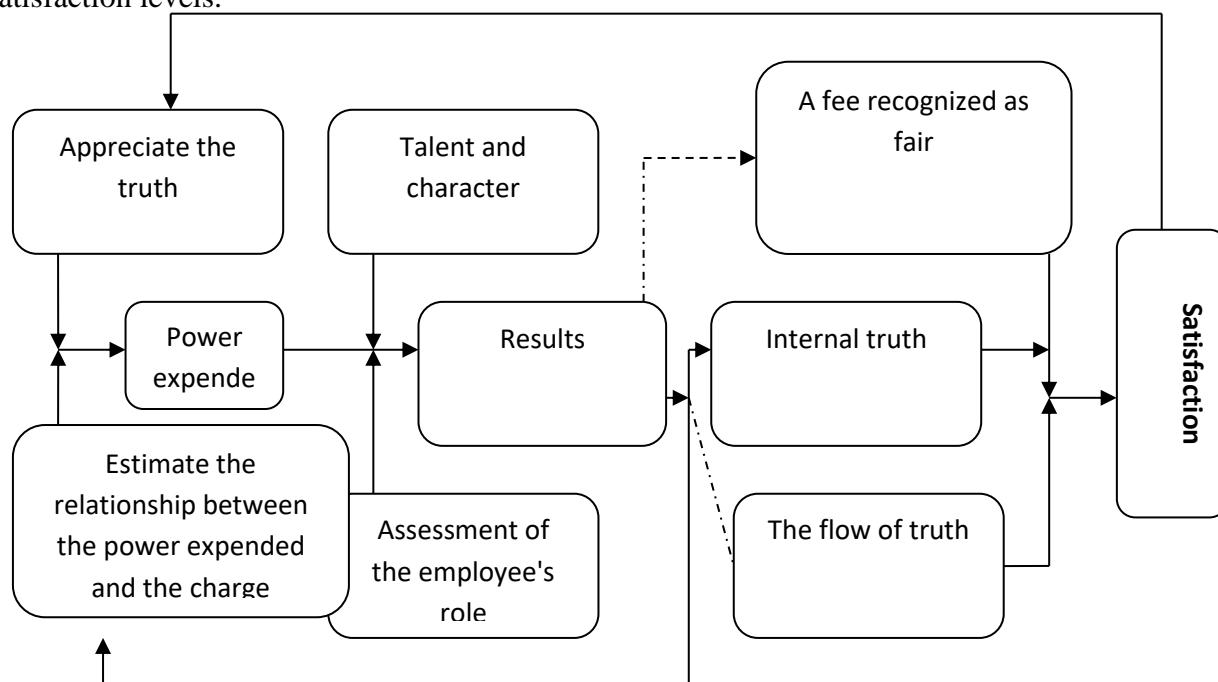 atisfaction levels.
A fee recognized as
fair
Appreciate the
truth
Talent and
character
Power
expende
Results
Internal truth
Satisfaction
Estimate the
relationship between
the power expended
and the charge
Assessment of
the employee's
role
The flow of truth